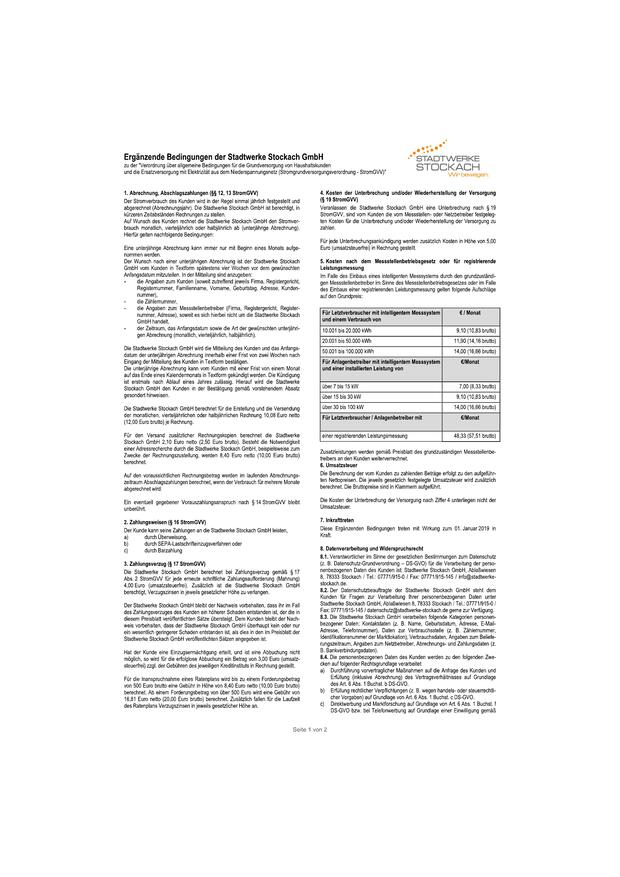 Ergänzende Bedingungen der Stadtwerke Stockach GmbH
zu der "Verordnung über allgemeine Bedingungen für die Grundversorgung von Haushaltskunden
und die Ersatzversorgung mit Elektrizität aus dem Niederspannungsnetz (Stromgrundversorgungsverordnung - StromGVV)"
STADTWERKE
STOCKACH
Wir bewegen.
1. Abrechnung, Abschlagszahlungen (§§ 12, 13 StromGVV)
Der Stromverbrauch des Kunden wird in der Regel einmal jährlich festgestellt und
abgerechnet (Abrechnungsjahr). Die Stadtwerke Stockach GmbH ist berechtigt, in
kürzeren Zeitabständen Rechnungen zu stellen.
Auf Wunsch des Kunden rechnet die Stadtwerke Stockach GmbH den Stromver-
brauch monatlich, vierteljährlich oder halbjährlich ab (unterjährige Abrechnung).
Hierfür gelten nachfolgende Bedingungen:
Eine unterjährige Abrechnung kann immer nur mit Beginn eines Monats aufge-
nommen werden.
Der Wunsch nach einer unterjährigen Abrechnung ist der Stadtwerke Stockach
GmbH vom Kunden in Textform spätestens vier Wochen vor dem gewünschten
Anfangsdatum mitzuteilen. In der Mitteilung sind anzugeben:
- die Angaben zum Kunden (soweit zutreffend jeweils Firma, Registergericht,
Registernummer, Familienname, Vorname, Geburtstag, Adresse, Kunden-
nummer),
- die Zählernummer,
- die Angaben zum Messstellenbetreiber (Firma, Registergericht, Register-
nummer, Adresse), soweit es sich hierbei nicht um die Stadtwerke Stockach
GmbH handelt,
- der Zeitraum, das Anfangsdatum sowie die Art der gewünschten unterjähri-
gen Abrechnung (monatlich, vierteljährlich, halbjährlich).
Die Stadtwerke Stockach GmbH wird die Mitteilung des Kunden und das Anfangs-
datum der unterjährigen Abrechnung innerhalb einer Frist von zwei Wochen nach
Eingang der Mitteilung des Kunden in Textform bestätigen.
Die unterjährige Abrechnung kann vom Kunden mit einer Frist von einem Monat
auf das Ende eines Kalendermonats in Textform gekündigt werden. Die Kündigung
ist erstmals nach Ablauf eines Jahres zulässig. Hierauf wird die Stadtwerke
Stockach GmbH den Kunden in der Bestätigung gemäß vorstehendem Absatz
gesondert hinweisen.
Die Stadtwerke Stockach GmbH berechnet für die Erstellung und die Versendung
der monatlichen, vierteljährlichen oder halbjährlichen Rechnung 10,08 Euro netto
(12,00 Euro brutto) je Rechnung.
Für den Versand zusätzlicher Rechnungskopien berechnet die Stadtwerke
Stockach GmbH 2,10 Euro netto (2,50 Euro brutto). Besteht die Notwendigkeit
einer Adressrecherche durch die Stadtwerke Stockach GmbH, beispielsweise zum
Zwecke der Rechnungszustellung, werden 8,40 Euro netto (10,00 Euro brutto)
berechnet.
Auf den voraussichtlichen Rechnungsbetrag werden im laufenden Abrechnungs-
zeitraum Abschlagszahlungen berechnet, wenn der Verbrauch für mehrere Monate
abgerechnet wird.
Ein eventuell gegebener Vorauszahlungsanspruch nach § 14 StromGVV bleibt
unberührt.
2. Zahlungsweisen (§ 16 StromGVV)
Der Kunde kann seine Zahlungen an die Stadtwerke Stockach GmbH leisten,
a) durch Überweisung,
b) durch SEPA-Lastschrifteinzugsverfahren oder
c) durch Barzahlung
3. Zahlungsverzug (§ 17 StromGVV)
Die Stadtwerke Stockach GmbH berechnet bei Zahlungsverzug gemäß § 17
Abs. 2 StromGVV für jede erneute schriftliche Zahlungsaufforderung (Mahnung)
4,00 Euro (umsatzsteuerfrei). Zusätzlich ist die Stadtwerke Stockach GmbH
berechtigt, Verzugszinsen in jeweils gesetzlicher Höhe zu verlangen.
Der Stadtwerke Stockach GmbH bleibt der Nachweis vorbehalten, dass ihr im Fall
des Zahlungsverzuges des Kunden ein höherer Schaden entstanden ist, der die in
diesem Preisblatt veröffentlichten Sätze übersteigt. Dem Kunden bleibt der Nach-
weis vorbehalten, dass der Stadtwerke Stockach GmbH überhaupt kein oder nur
ein wesentlich geringerer Schaden entstanden ist, als dies in den im Preisblatt der
Stadtwerke Stockach GmbH veröffentlichten Sätzen angegeben ist.
Hat der Kunde eine Einzugsermächtigung erteilt, und ist eine Abbuchung nicht
möglich, so wird für die erfolglose Abbuchung ein Betrag von 3,00 Euro (umsatz-
steuerfrei) zzgl. der Gebühren des jeweiligen Kreditinstituts in Rechnung gestellt.
Für die Inanspruchnahme eines Ratenplans wird bis zu einem Forderungsbetrag
von 500 Euro eine Gebühr in Höhe von 8,40 Euro netto (10,00 Euro brutto)
berechnet. Ab einem Forderungsbetrag von über 500 Euro wird eine Gebühr von
16,81 Euro netto (20,00 Euro brutto) berechnet. Zusätzlich fallen für die Laufzeit
des Ratenplans Verzugszinsen in jeweils gesetzlicher Höhe an.
4. Kosten der Unterbrechung und/oder Wiederherstellung der Versorgung
(§ 19 StromGVV)
Veranlassen die Stadtwerke Stockach GmbH eine Unterbrechung nach § 19
StromGVV, sind vom Kunden die vom Messstellen- oder Netzbetreiber festgeleg-
ten Kosten für die Unterbrechung und/oder Wiederherstellung der Versorgung zu
zahlen.
Für jede Unterbrechungsankündigung werden zusätzlich Kosten in Höhe von 5,00
Euro (umsatzsteuerfrei) in Rechnung gestellt.
5. Kosten nach dem Messstellenbetriebsgesetz oder für registrierende
Leistungsmessung
Im Falle des Einbaus eines intelligenten Messsystems durch den grundzuständi-
gen Messstellenbetreiber im Sinne des Messstellenbetriebsgesetzes oder im Falle
des Einbaus einer registrierenden Leistungsmessung gelten folgende Aufschläge
auf den Grundpreis:
Für Letztverbraucher mit intelligentem Messsystem und einem Verbrauch von € / Monat
10.001 bis 20.000 kWh 9,10 (10,83 brutto)
20.001 bis 50.000 kWh 11,90 (14,16 brutto)
50.001 bis 100.000 kWh 14,00 (16,66 brutto)
Für Anlagenbetreiber mit intelligentem Messsystem und einer installierten Leistung von €/Monat
über 7 bis 15 kW 7,00 (8,33 brutto)
über 15 bis 30 kW 9,10 (10,83 brutto)
über 30 bis 100 kW 14,00 (16,66 brutto)
Für Letztverbraucher / Anlagenbetreiber mit €/Monat
einer registrierenden Leistungsmessung 48,33 (57,51 brutto)
Zusatzleistungen werden gemäß Preisblatt des grundzuständigen Messstellenbe-
treibers an den Kunden weiterverrechnet.
6. Umsatzsteuer
Die Berechnung der vom Kunden zu zahlenden Beträge erfolgt zu den aufgeführ-
ten Nettopreisen. Die jeweils gesetzlich festgelegte Umsatzsteuer wird zusätzlich
berechnet. Die Bruttopreise sind in Klammern aufgeführt.
Die Kosten der Unterbrechung der Versorgung nach Ziffer 4 unterliegen nicht der
Umsatzsteuer.
7. Inkrafttreten
Diese Ergänzenden Bedingungen treten mit Wirkung zum 01. Januar 2019 in
Kraft.
8. Datenverarbeitung und Widerspruchsrecht
8.1. Verantwortlicher im Sinne der gesetzlichen Bestimmungen zum Datenschutz
(z. B. Datenschutz-Grundverordnung – DS-GVO) für die Verarbeitung der perso-
nenbezogenen Daten des Kunden ist: Stadtwerke Stockach GmbH, Ablaßwiesen
8, 78333 Stockach / Tel.: 07771/915-0 / Fax: 07771/915-145 / info@stadtwerke-
stockach.de.
8.2. Der Datenschutzbeauftragte der Stadtwerke Stockach GmbH steht dem
Kunden für Fragen zur Verarbeitung Ihrer personenbezogenen Daten unter
Stadtwerke Stockach GmbH, Ablaßwiesen 8, 78333 Stockach / Tel.: 07771/915-0 /
Fax: 07771/915-145 / datenschutz@stadtwerke-stockach.de gerne zur Verfügung.
8.3. Die Stadtwerke Stockach GmbH verarbeiten folgende Kategorien personen-
bezogener Daten: Kontaktdaten (z. B. Name, Geburtsdatum, Adresse, E-Mail-
Adresse, Telefonnummer), Daten zur Verbrauchsstelle (z. B. Zählernummer,
Identifikationsnummer der Marktlokation), Verbrauchsdaten, Angaben zum Beliefe-
rungszeitraum, Angaben zum Netzbetreiber, Abrechnungs- und Zahlungsdaten (z.
B. Bankverbindungsdaten).
8.4. Die personenbezogenen Daten des Kunden werden zu den folgenden Zwe-
cken auf folgender Rechtsgrundlage verarbeitet:
a) Durchführung vorvertraglicher Maßnahmen auf die Anfrage des Kunden und
Erfüllung (inklusive Abrechnung) des Vertragsverhältnisses auf Grundlage
des Art. 6 Abs. 1 Buchst. b DS-GVO.
b) Erfüllung rechtlicher Verpflichtungen (z. B. wegen handels- oder steuerrechtli-
cher Vorgaben) auf Grundlage von Art. 6 Abs. 1 Buchst. c DS-GVO.
c) Direktwerbung und Marktforschung auf Grundlage von Art. 6 Abs. 1 Buchst. f
DS-GVO bzw. bei Telefonwerbung auf Grundlage einer Einwilligung gemäß
Seite 1 von 2